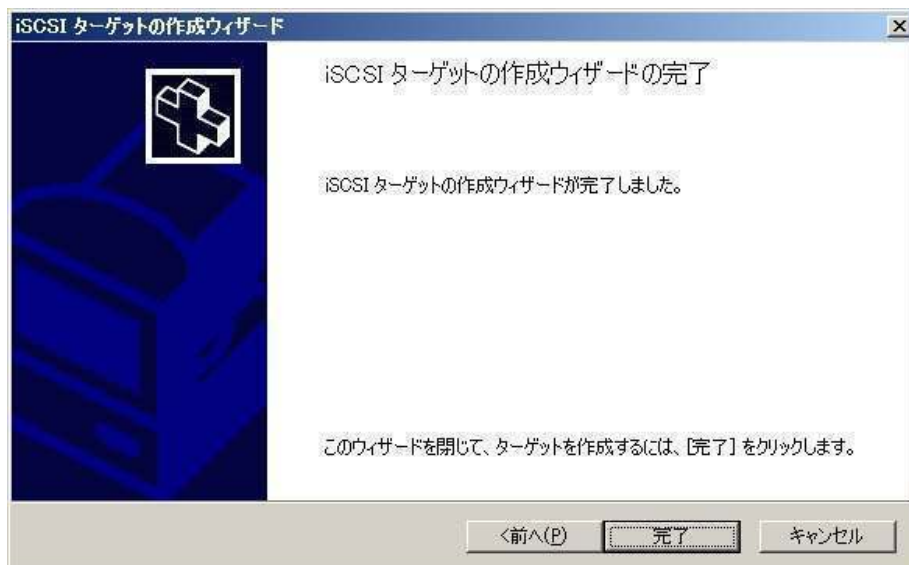 iSCSI ターゲットの作成ウィザード
iSCSI ターゲットの作成ウィザードの完了
iSCSI ターゲットの作成ウィザードが完了しました。
このウィザードを閉じて、ターゲットを作成するには、[完了] をクリックします。
<前へ(P)
完了
キャンセル